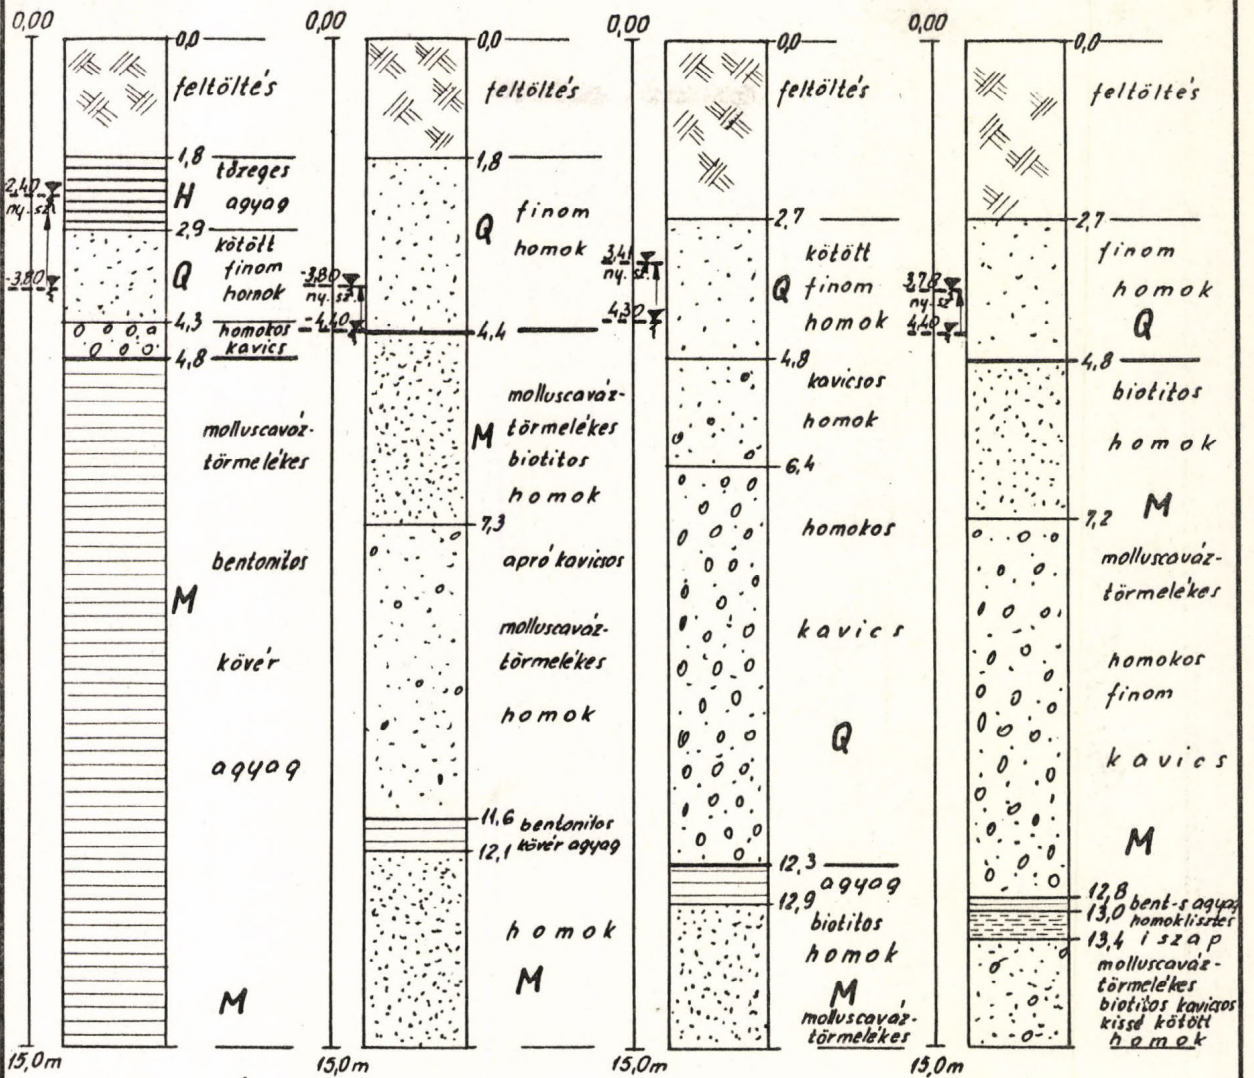 0,00
0,0
feltöltés
1,8
tőzeges
H
agyag
2,40
ny. sz.
2,9
kötött
Q
finom
homok
-3,80
4,3
homokos
kavics
4,8
molluscaváz-
törmelékes
bentonitos
M
kövér
agyag
M
15,0m
0,00
0,0
feltöltés
1,8
Q
finom
homok
-3,80
ny. sz.
-4,40
4,4
molluscaváz-
M
törmelékes
biotitos
homok
7,3
apró kavicsos
molluscaváz-
törmelékes
homok
11,6
bentonitos
kövér agyag
12,1
homok
M
15,0m
0,00
0,0
feltöltés
2,7
kötött
3,41
ny. sz.
Q
finom
4,30
homok
4,8
kavicsos
homok
6,4
homokos
kavics
Q
12,3
agyag
12,9
biotitos
homok
M
molluscaváz-
törmelékes
15,0m
0,00
0,0
feltöltés
2,7
finom
3,78
ny. sz
homok
4,40
Q
4,8
biotitos
homok
M
7,2
molluscaváz-
törmelékes
homokos
finom
kavics
M
12,8
bent-s agyag
13,0
homoklisztes
13,4
iszap
molluscaváz-
törmelékes
biotitos kavicsos
kissé kötött
homok
15,0m